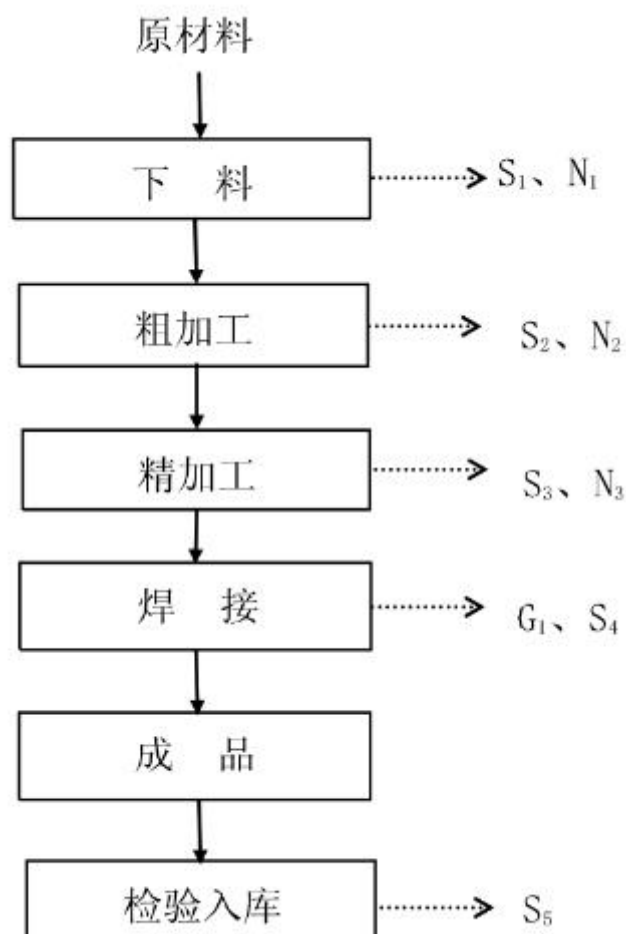 原材料
下 料
S₁、N₁
粗加工
S₂、N₂
精加工
S₃、N₃
焊 接
G₁、S₄
成 品
检验入库
S₅